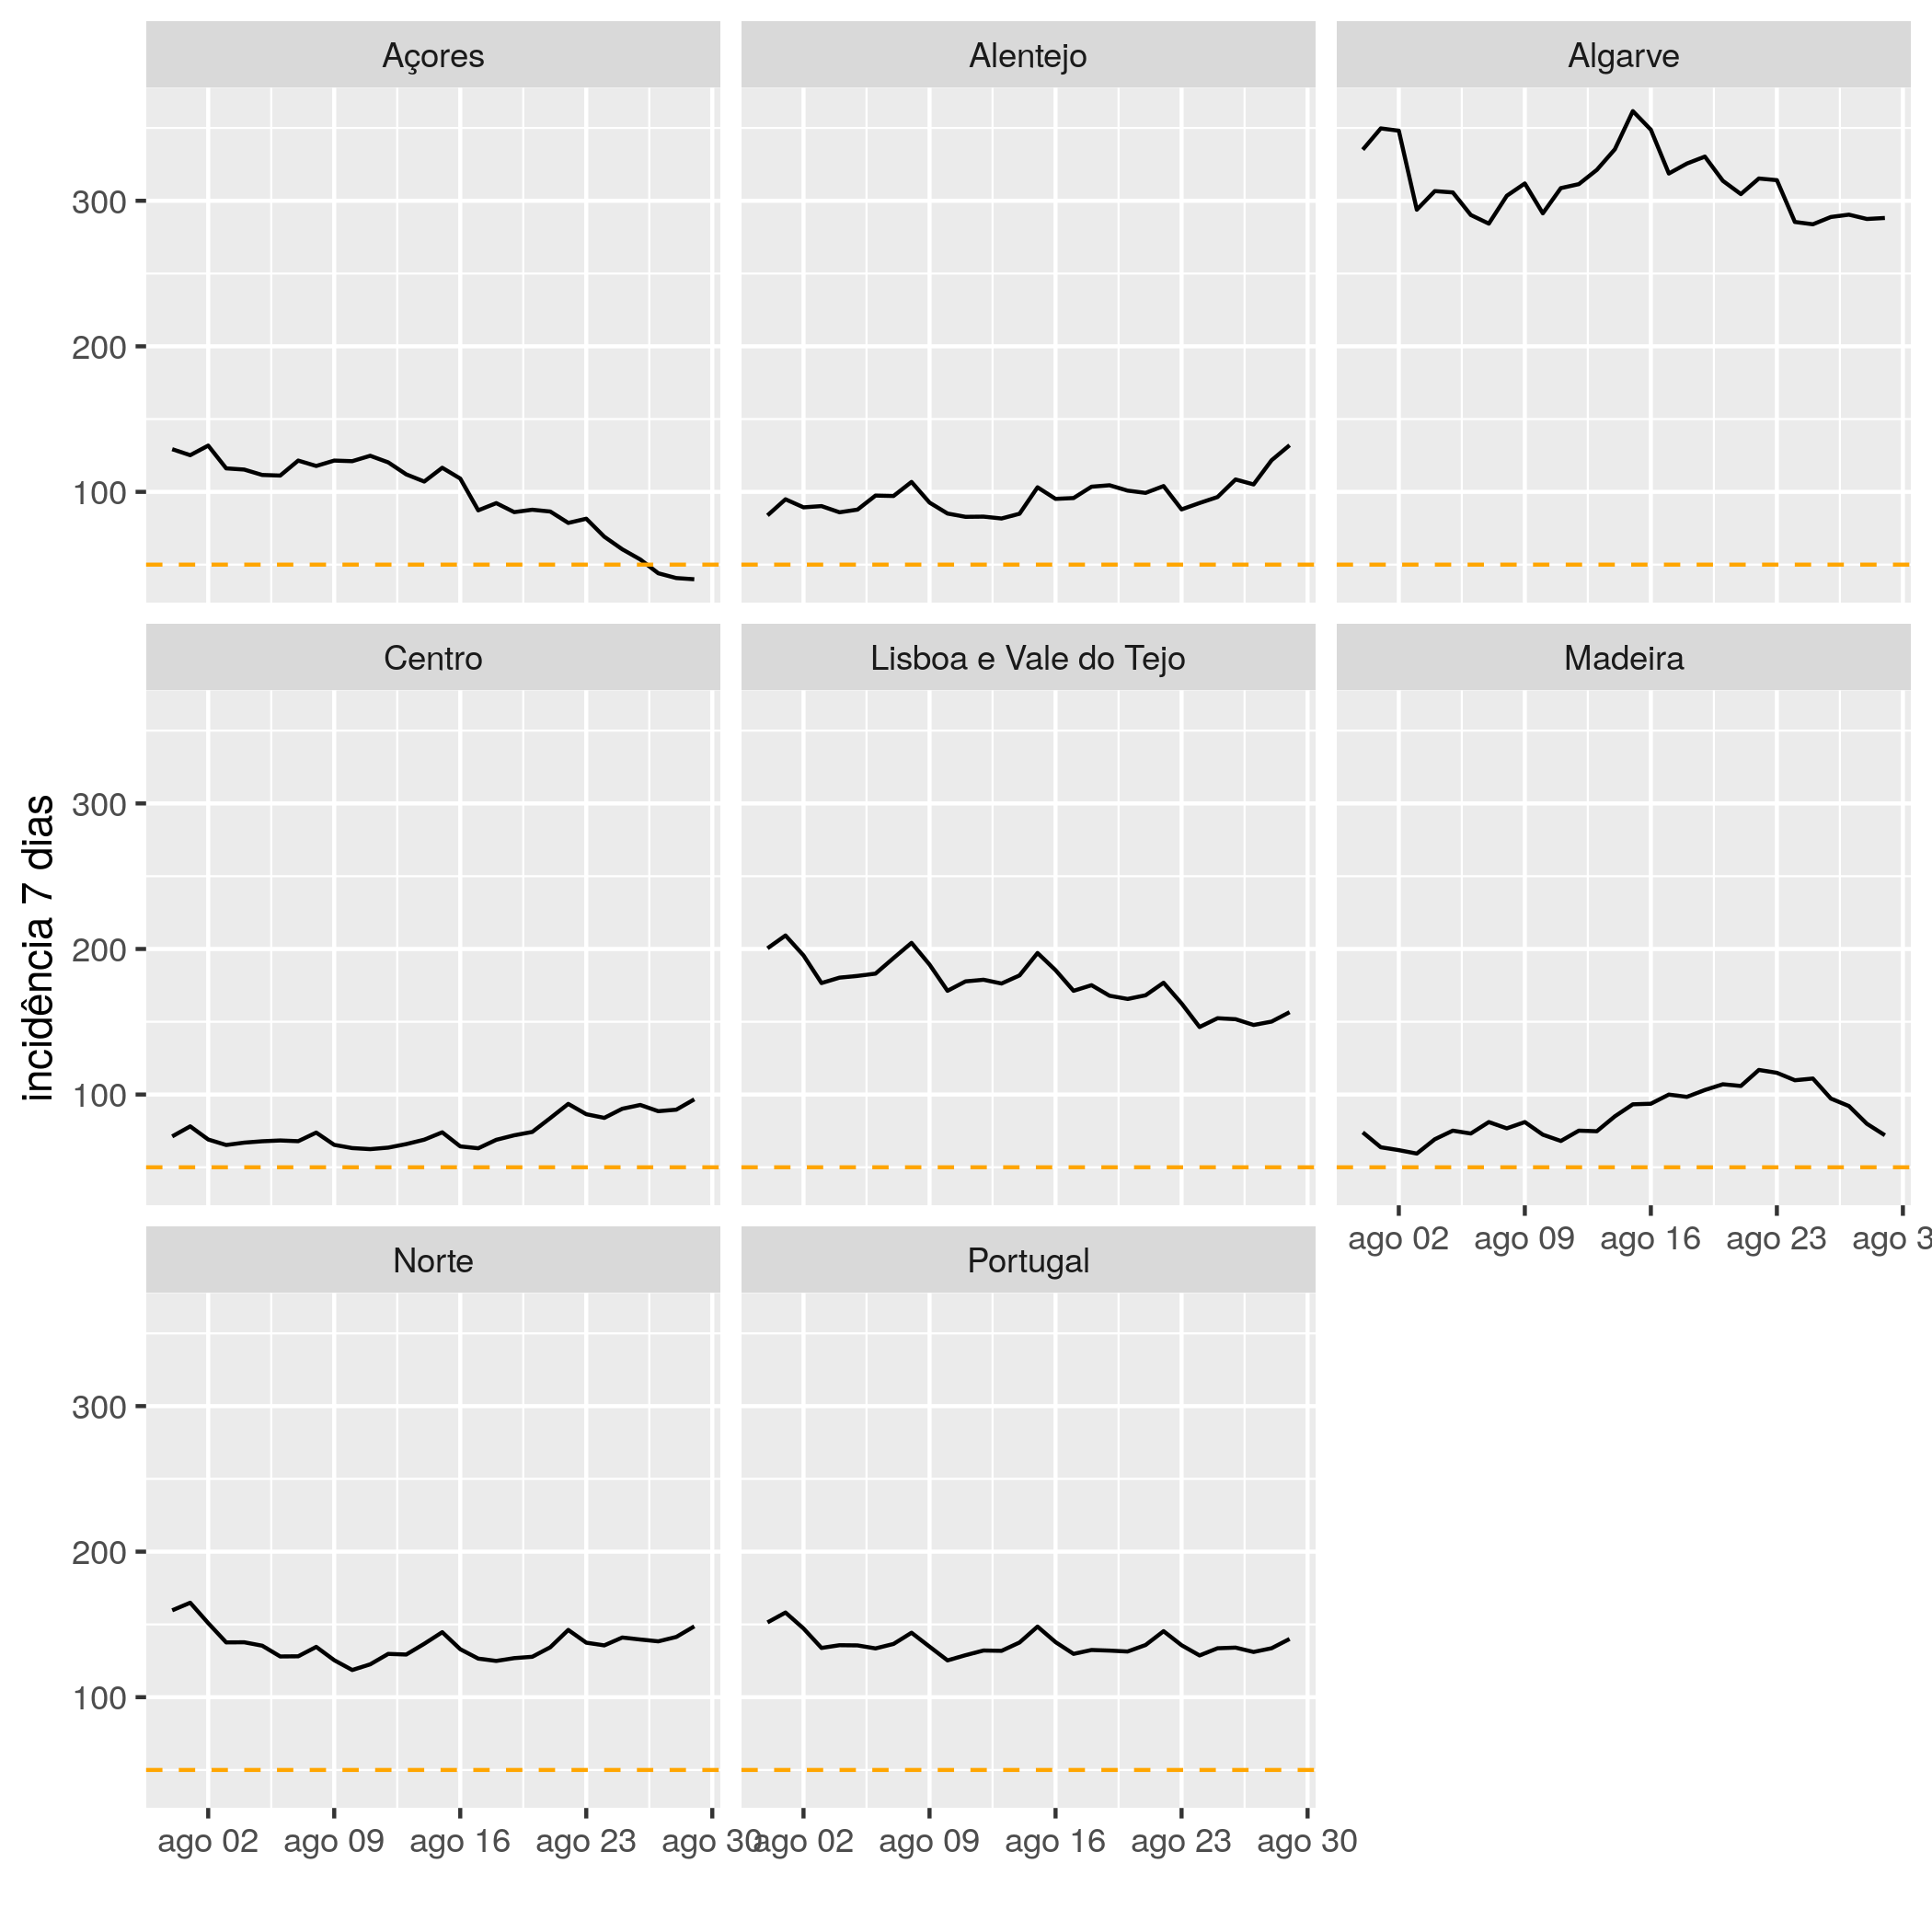 Açores
Alentejo
Algarve
300
200
100
Centro
Lisboa e Vale do Tejo
Madeira
incidência 7 dias
300
200
100
ago 02 ago 09 ago 16 ago 23 ago 3
Norte
Portugal
300
200
100
ago 02 ago 09 ago 16 ago 23 ago 30
ago 02 ago 09 ago 16 ago 23 ago 30